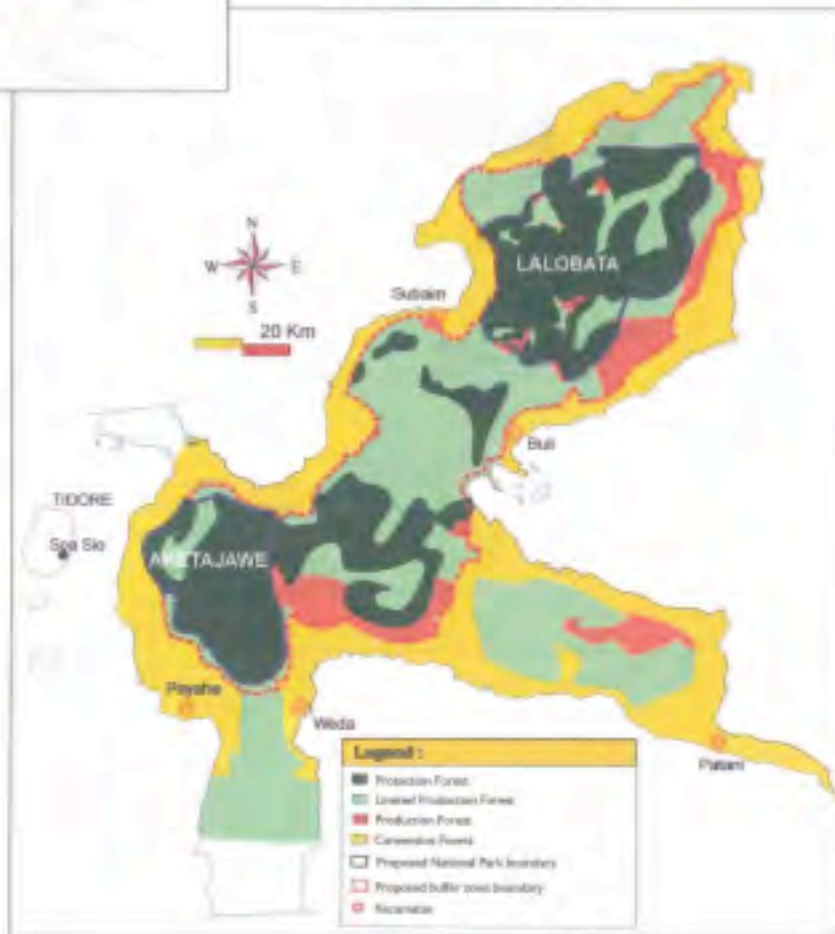 N
W E
S
20 Km
LALOBATA
Subaim
Buli
TIDORE
Soa Sio
AKETAJAWE
Payahe
Weda
Patani
Legend :
Protection Forest
Limited Production Forest
Production Forest
Conversion Forest
Proposed National Park boundary
Proposed buffer zone boundary
Kecamatan